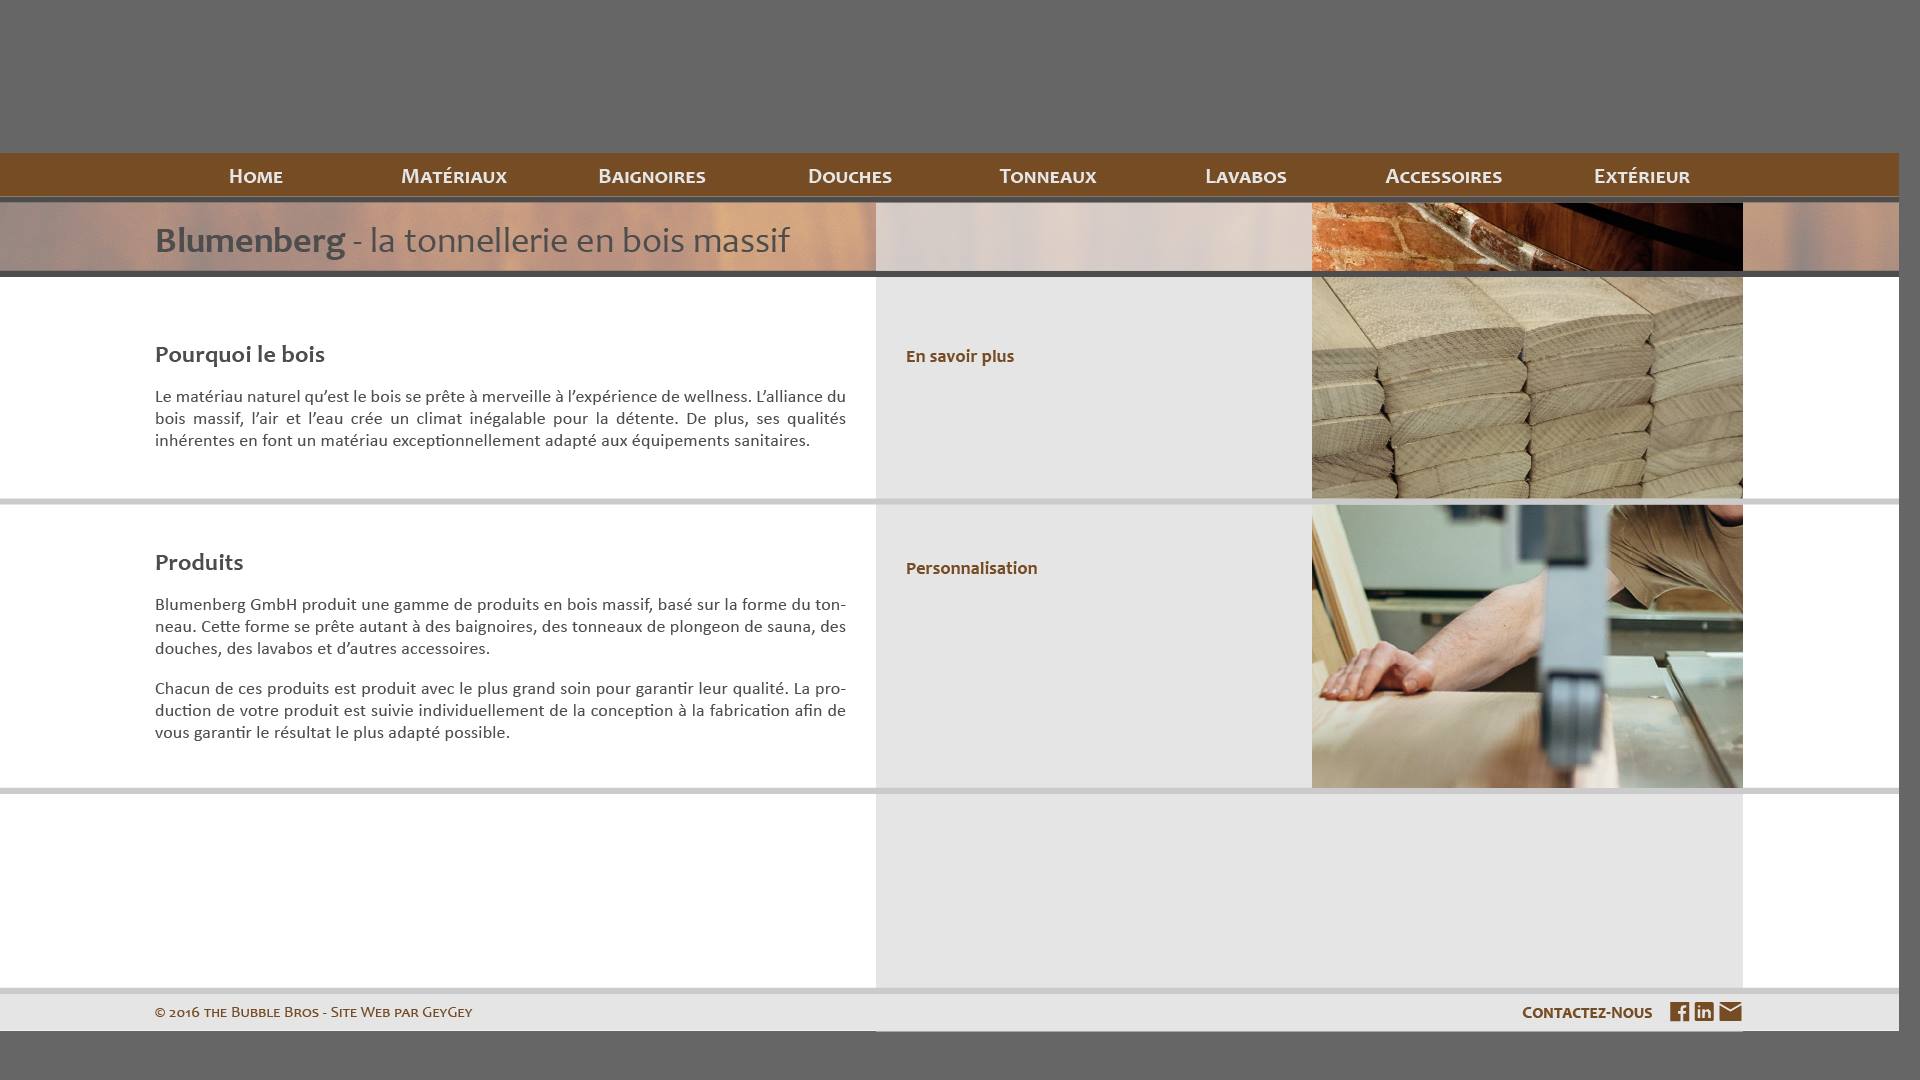 Home Matériaux Baignoires Douches Tonneaux Lavabos Accessoires Extérieur
Blumenberg - la tonnellerie en bois massif
Pourquoi le bois
Le matériau naturel qu’est le bois se prête à merveille à l’expérience de wellness. L’alliance du
bois massif, l’air et l’eau crée un climat inégalable pour la détente. De plus, ses qualités
inhérentes en font un matériau exceptionnellement adapté aux équipements sanitaires.
En savoir plus
Produits
Blumenberg GmbH produit une gamme de produits en bois massif, basé sur la forme du ton-
neau. Cette forme se prête autant à des baignoires, des tonneaux de plongeon de sauna, des
douches, des lavabos et d’autres accessoires.
Chacun de ces produits est produit avec le plus grand soin pour garantir leur qualité. La pro-
duction de votre produit est suivie individuellement de la conception à la fabrication afin de
vous garantir le résultat le plus adapté possible.
Personnalisation
© 2016 the Bubble Bros - Site Web par GeyGey
Contactez-Nous